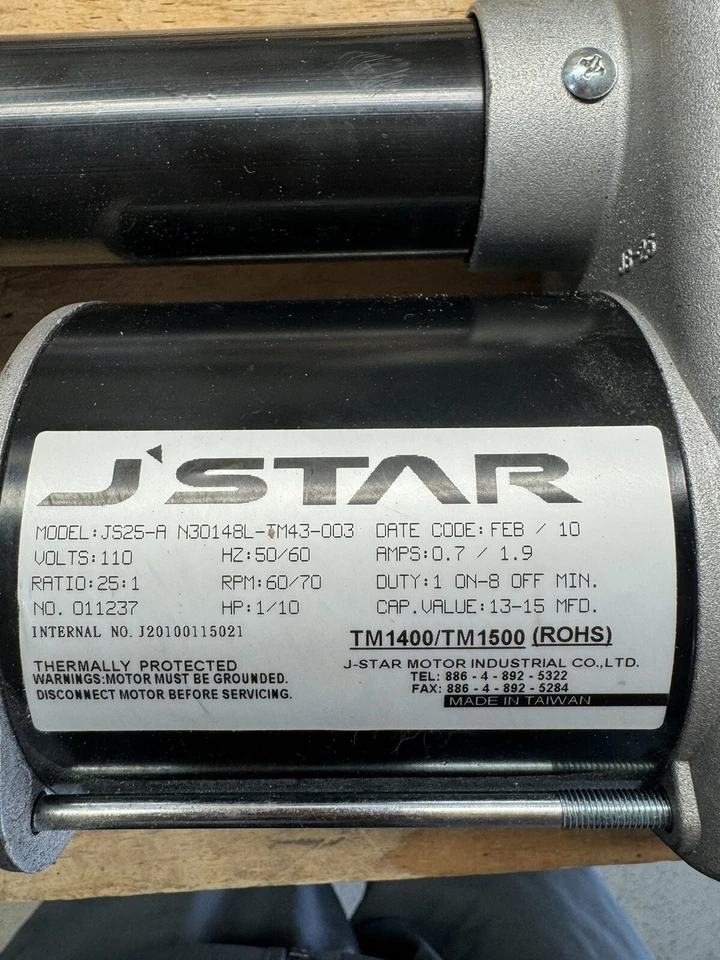 JS-25
J'STAR
MODEL:JS25-A N30148L-TM43-003 DATE CODE:FEB / 10
VOLTS:110 HZ:50/60 AMPS:0.7 / 1.9
RATIO:25:1 RPM:60/70 DUTY:1 ON-8 OFF MIN.
NO. 011237 HP:1/10 CAP.VALUE:13-15 MFD.
INTERNAL NO. J20100115021
TM1400/TM1500 (ROHS)
THERMALLY PROTECTED
WARNINGS:MOTOR MUST BE GROUNDED.
DISCONNECT MOTOR BEFORE SERVICING.
J-STAR MOTOR INDUSTRIAL CO.,LTD.
TEL: 886 - 4 - 892 - 5322
FAX: 886 - 4 - 892 - 5284
MADE IN TAIWAN